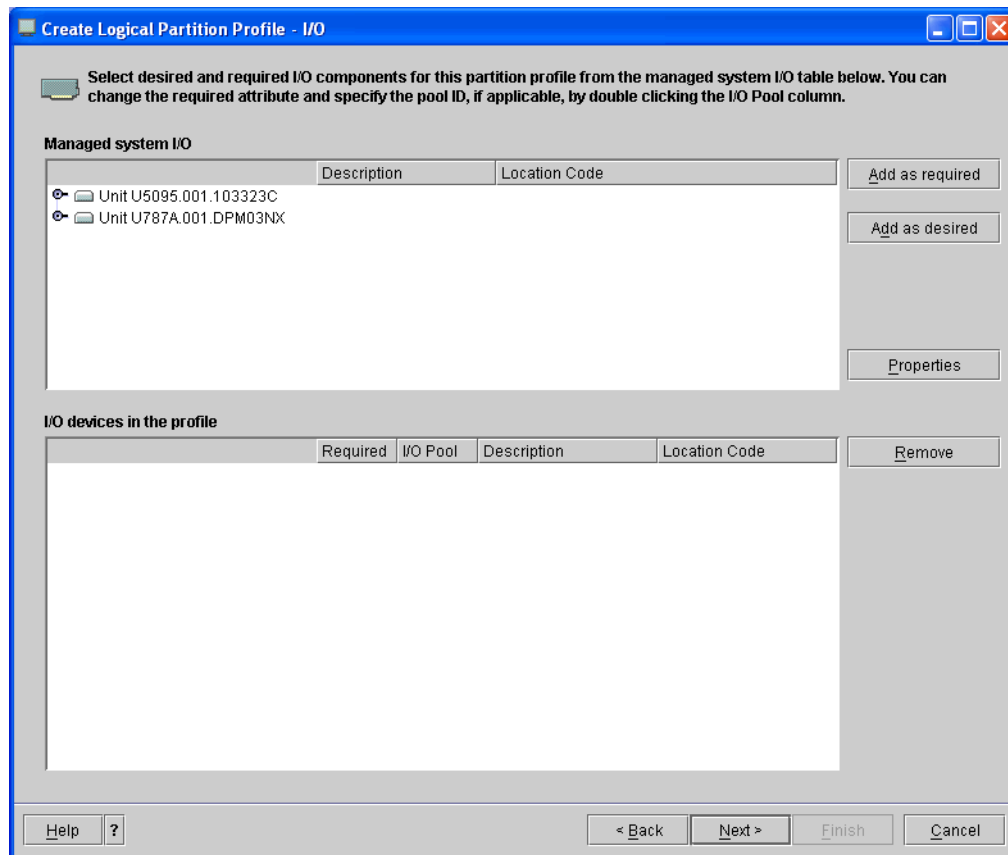 Create Logical Partition Profile - I/O
Select desired and required I/O components for this partition profile from the managed system I/O table below. You can
change the required attribute and specify the pool ID, if applicable, by double clicking the I/O Pool column.
Managed system I/O
Description Location Code
Unit U5095.001.103323C
Unit U787A.001.DPM03NX
Add as required
Add as desired
Properties
I/O devices in the profile
Required I/O Pool Description Location Code
Remove
Help ? < Back Next > Finish Cancel